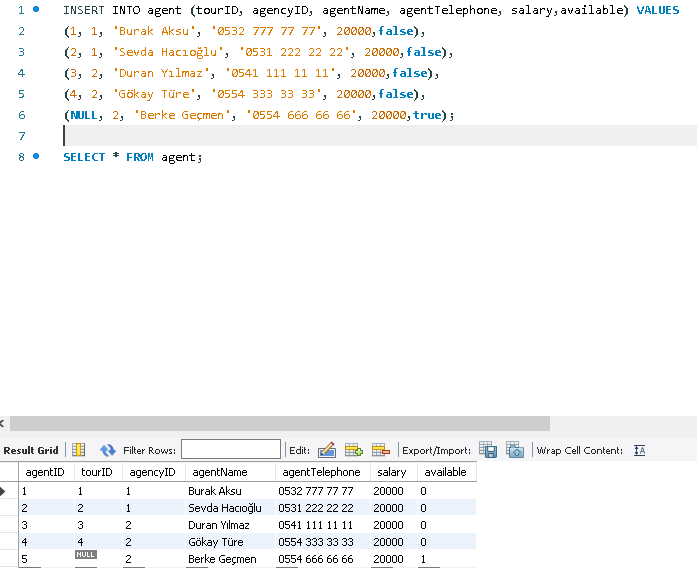 1 INSERT INTO agent (tourID, agencyID, agentName, agentTelephone, salary,available) VALUES
2 (1, 1, 'Burak Aksu', '0532 777 77 77', 20000,false),
3 (2, 1, 'Sevda Hacıoğlu', '0531 222 22 22', 20000,false),
4 (3, 2, 'Duran Yılmaz', '0541 111 11 11', 20000,false),
5 (4, 2, 'Gökay Türe', '0554 333 33 33', 20000,false),
6 (NULL, 2, 'Berke Geçmen', '0554 666 66 66', 20000,true);
7
8 SELECT * FROM agent;
Result Grid Filter Rows: Edit: Export/Import: Wrap Cell Content: IA
agentID tourID agencyID agentName agentTelephone salary available
1 1 1 Burak Aksu 0532 777 77 77 20000 0
2 2 1 Sevda Hacıoğlu 0531 222 22 22 20000 0
3 3 2 Duran Yılmaz 0541 111 11 11 20000 0
4 4 2 Gökay Türe 0554 333 33 33 20000 0
5 NULL 2 Berke Geçmen 0554 666 66 66 20000 1